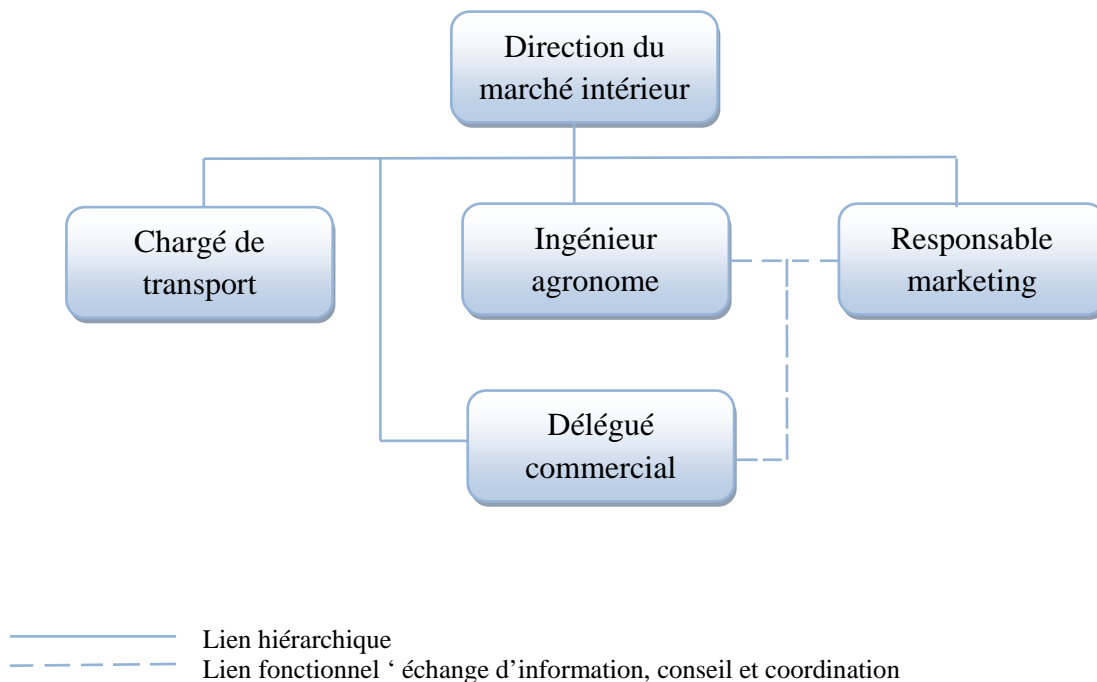 Direction du
marché intérieur
Chargé de
transport
Ingénieur
agronome
Responsable
marketing
Délégué
commercial
Lien hiérarchique
Lien fonctionnel ‘ échange d’information, conseil et coordination